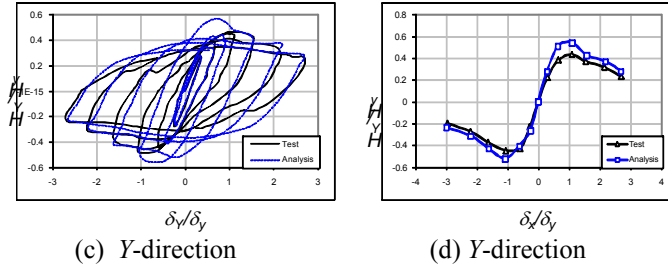 0.6
0.4
0.2
E-15
-0.2
-0.4
-0.6
-3 -2 -1 0 1 2 3
Test
Analysis
δY/δy
(c) Y-direction
0.8
0.6
0.4
0.2
0
-0.2
-0.4
-0.6
-4 -3 -2 -1 0 1 2 3 4
Test
Analysis
δx/δy
(d) Y-direction